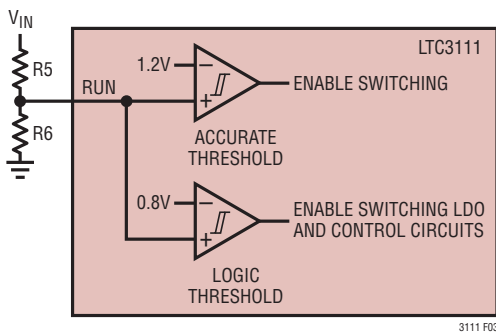 VIN
LTC3111
R5
1.2V
−
ENABLE SWITCHING
RUN
+
R6
ACCURATE
THRESHOLD
0.8V
−
ENABLE SWITCHING LDO
AND CONTROL CIRCUITS
+
LOGIC
THRESHOLD
3111 F03